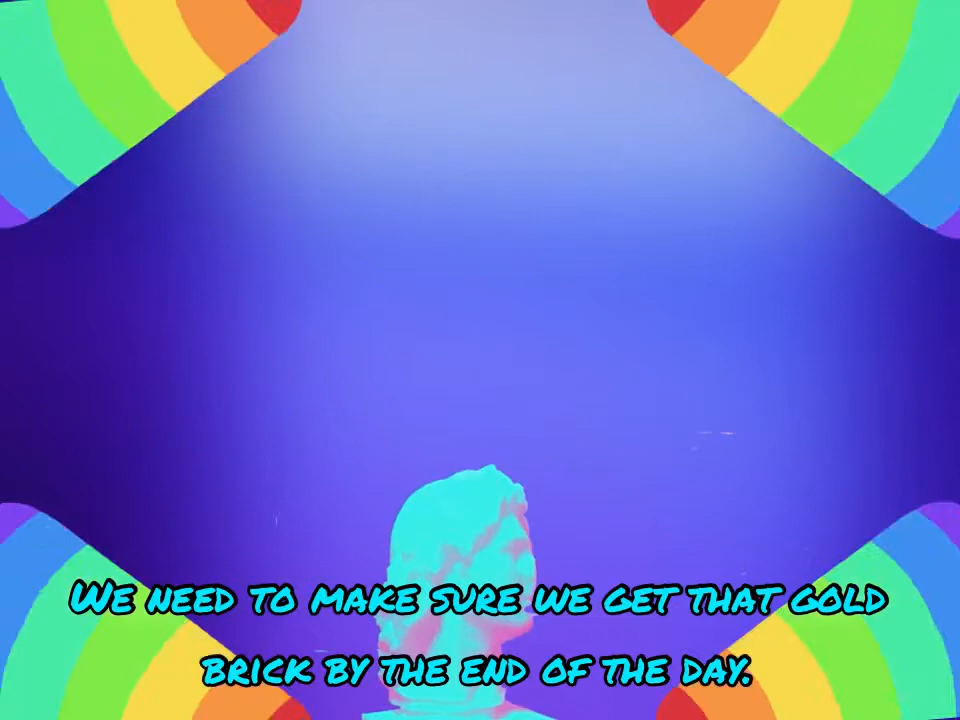 We need to make sure we get that gold
brick by the end of the day.